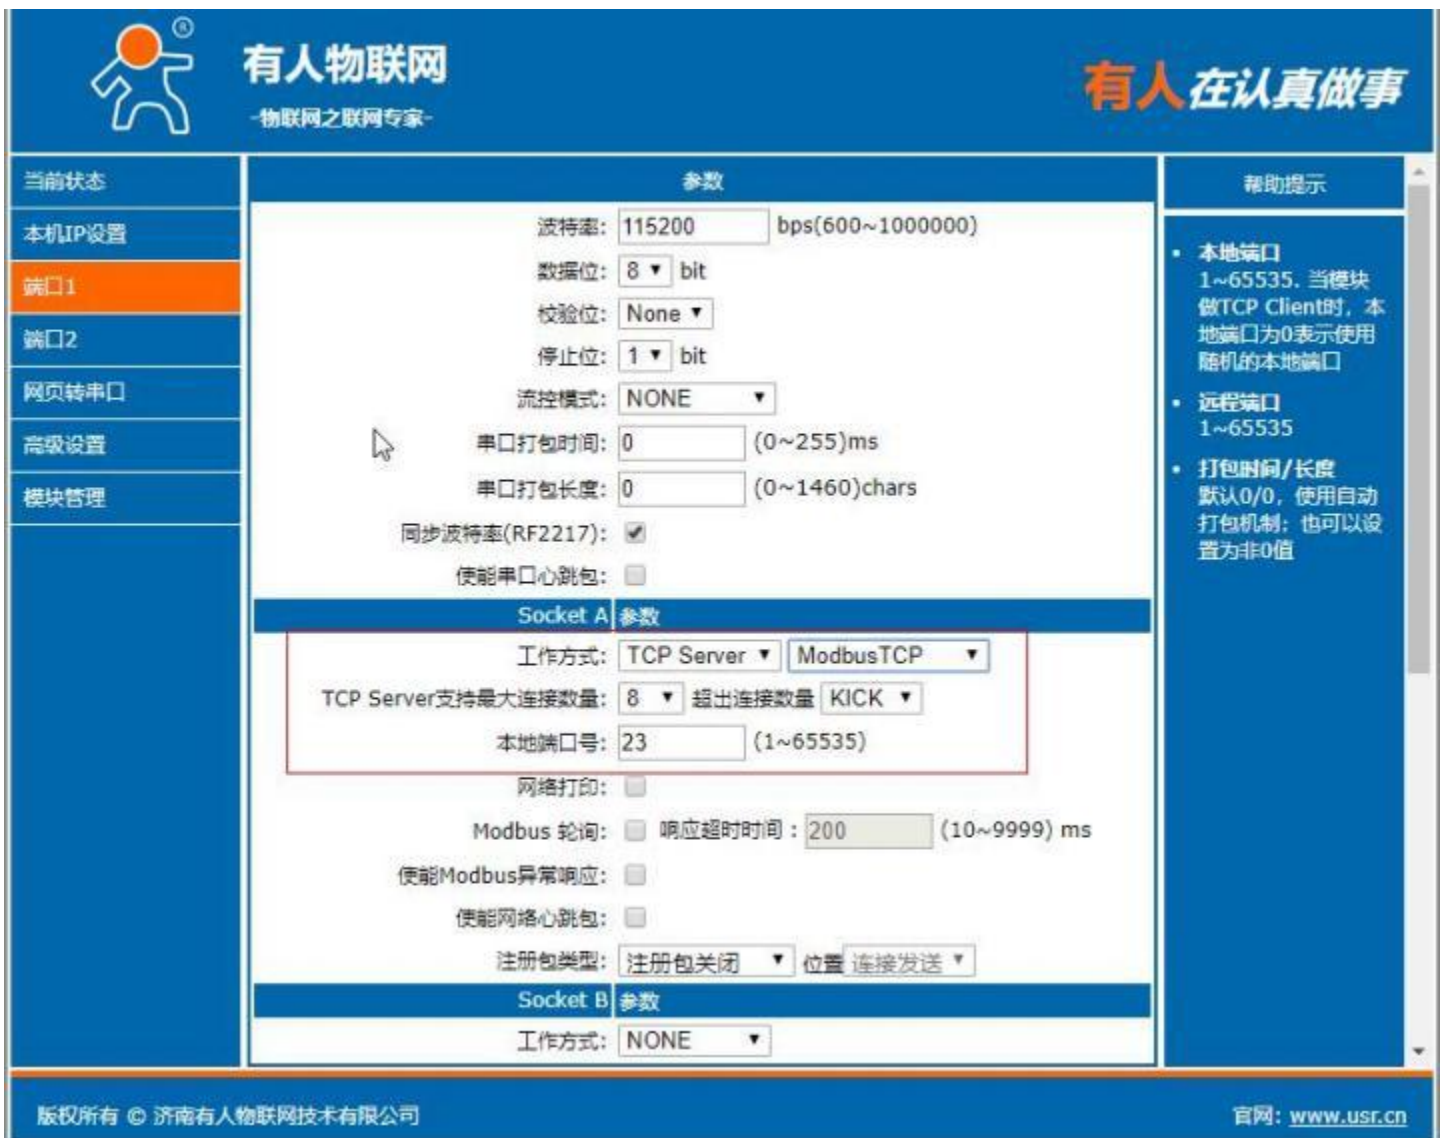 ®
有人物联网
-物联网之联网专家-
有人在认真做事
当前状态
本机IP设置
端口1
端口2
网页转串口
高级设置
模块管理
参数
波特率: 115200 bps(600~1000000)
数据位: 8 bit
校验位: None
停止位: 1 bit
流控模式: NONE
串口打包时间: 0 (0~255)ms
串口打包长度: 0 (0~1460)chars
同步波特率(RF2217):
使能串口心跳包:
Socket A 参数
工作方式: TCP Server ModbusTCP
TCP Server支持最大连接数量: 8 超出连接数量 KICK
本地端口号: 23 (1~65535)
网络打印:
Modbus 轮询: 响应超时时间: 200 (10~9999) ms
使能Modbus异常响应:
使能网络心跳包:
注册包类型: 注册包关闭 位置 连接发送
Socket B 参数
工作方式: NONE
帮助提示
• 本地端口
1~65535. 当模块
做TCP Client时，本
地端口为0表示使用
随机的本地端口
• 远程端口
1~65535
• 打包时间/长度
默认0/0，使用自动
打包机制；也可以设
置为非0值
版权所有 © 济南有人物联网技术有限公司
官网: www.usr.cn